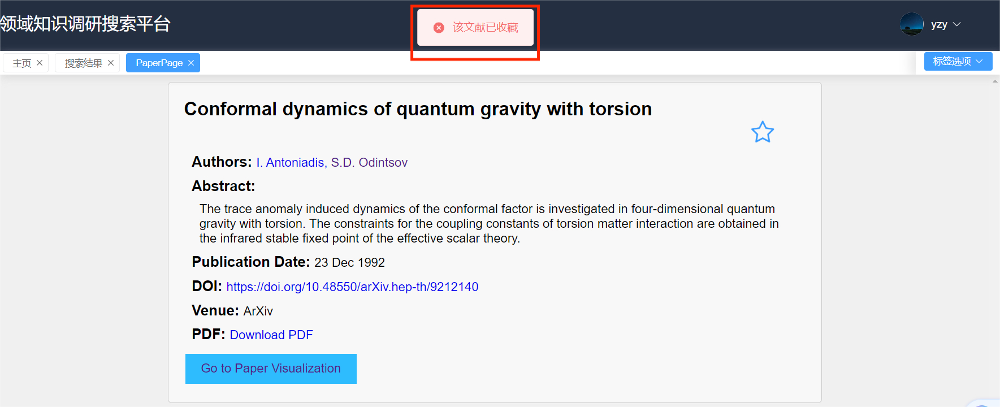 领域知识调研搜索平台
该文献已收藏
yzy
主页
搜索结果
PaperPage
标签选项
Conformal dynamics of quantum gravity with torsion
Authors: I. Antoniadis, S.D. Odintsov
Abstract:
The trace anomaly induced dynamics of the conformal factor is investigated in four-dimensional quantum
gravity with torsion. The constraints for the coupling constants of torsion matter interaction are obtained in
the infrared stable fixed point of the effective scalar theory.
Publication Date: 23 Dec 1992
DOI: https://doi.org/10.48550/arXiv.hep-th/9212140
Venue: ArXiv
PDF: Download PDF
Go to Paper Visualization